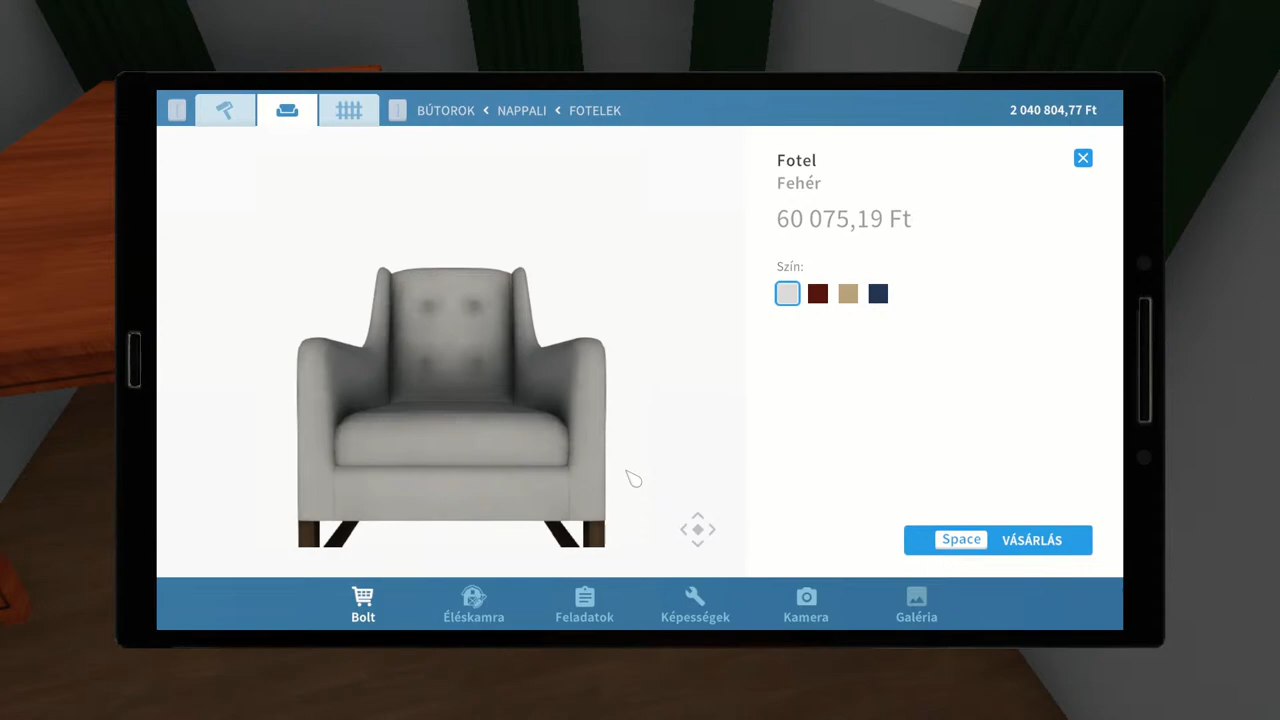 BÚTOROK < NAPPALI < FOTELEK
2 040 804,77 Ft
Fotel
Fehér
60 075,19 Ft
Szín:
Space VÁSÁRLÁS
Bolt
Éléskamra
Feladatok
Képességek
Kamera
Galéria